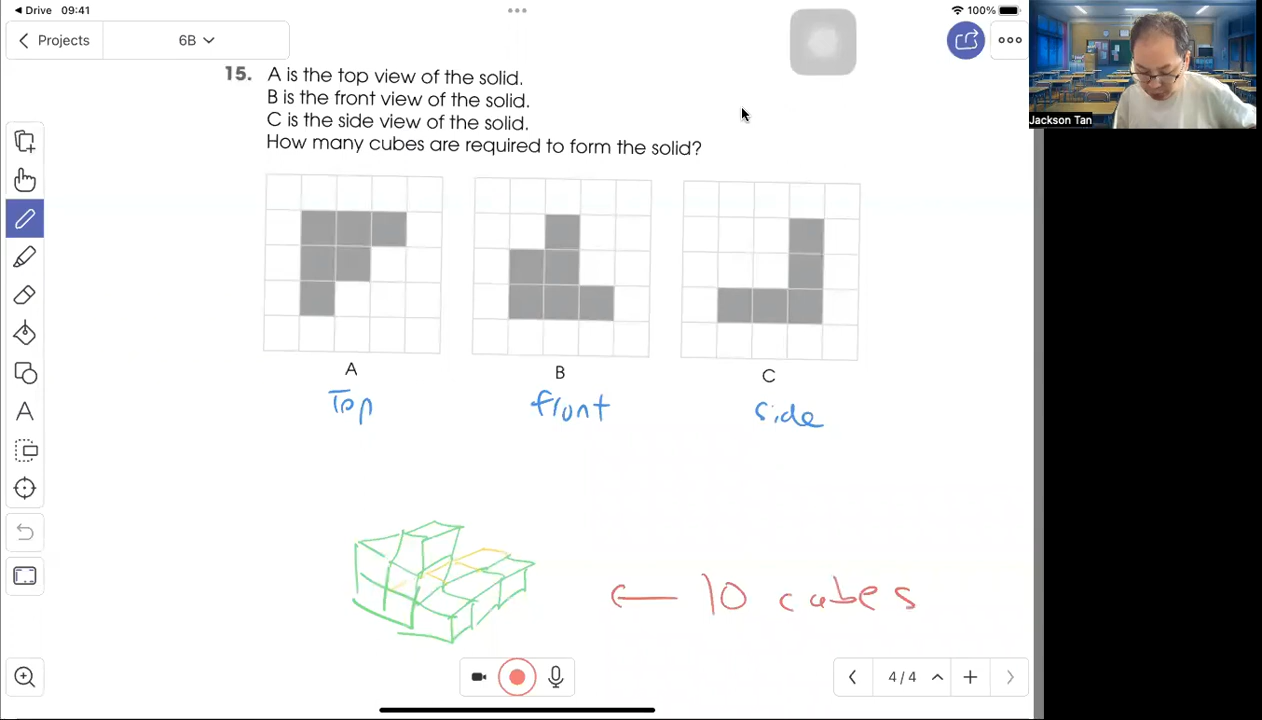 Drive 09:41
100%
Projects
6B
15. A is the top view of the solid.
B is the front view of the solid.
C is the side view of the solid.
How many cubes are required to form the solid?
A
B
C
Top
front
side
10 cubes
4 / 4
A
Jackson Tan